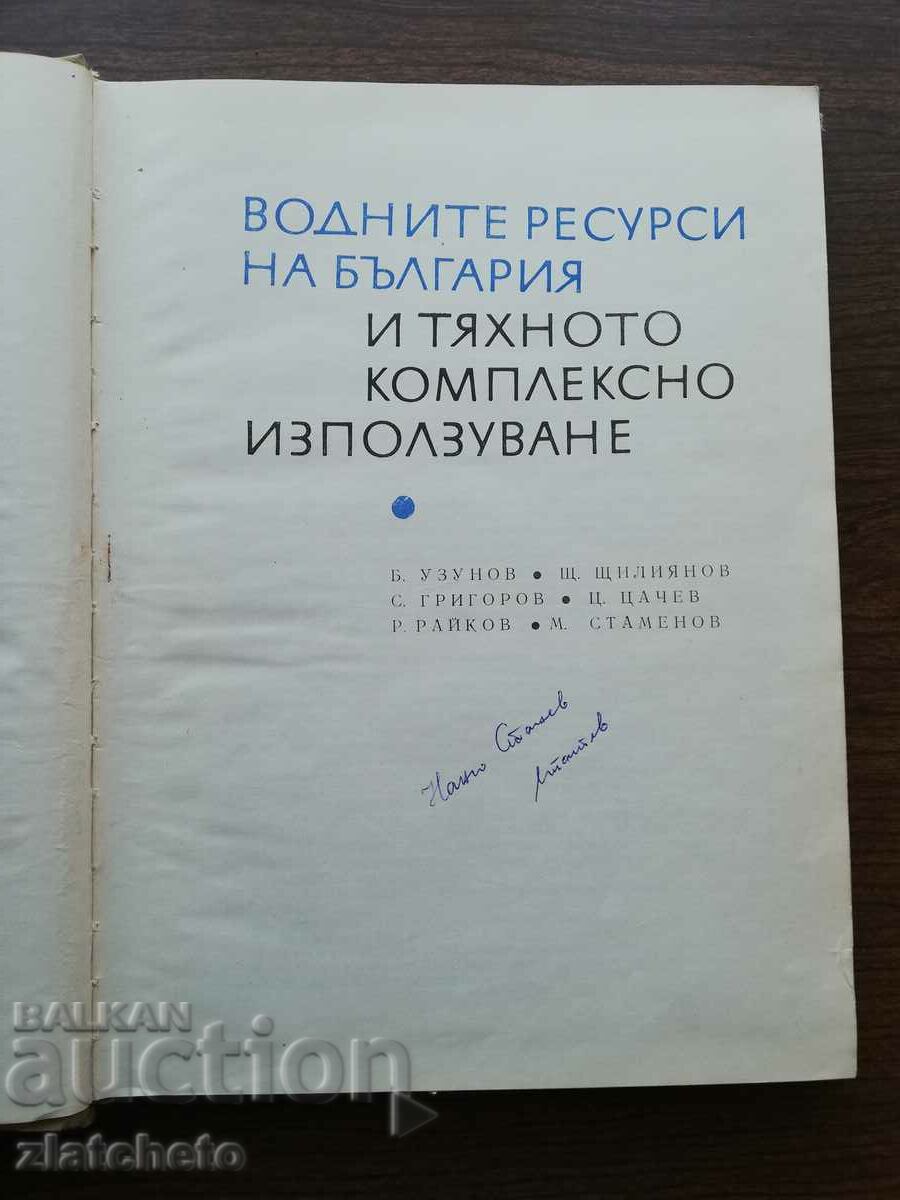 ВОДНИТЕ РЕСУРСИ
НА БЪЛГАРИЯ
И ТЯХНОТО
КОМПЛЕКСНО
ИЗПОЛЗУВАНЕ
Б. УЗУНОВ • Щ. ЩИЛИЯНОВ
С. ГРИГОРОВ • Ц. ЦАЧЕВ
Р. РАЙКОВ • М. СТАМЕНОВ
BALKAN
auction
zlatcheto